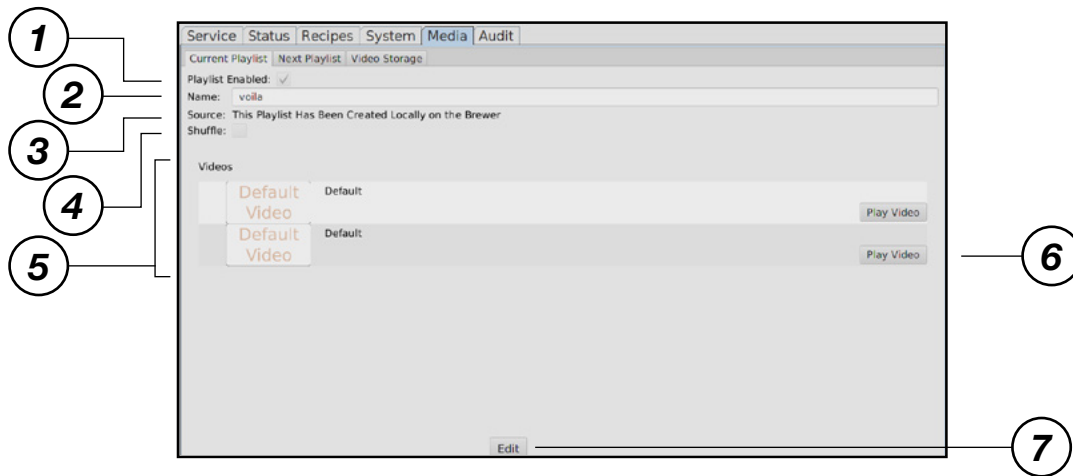 Service Status Recipes System Media Audit
Current Playlist Next Playlist Video Storage
1
Playlist Enabled:
2
Name: voila
3
Source: This Playlist Has Been Created Locally on the Brewer
4
Shuffle:
5
Videos
Default Video Default
Play Video
Default Video Default
Play Video
6
Edit
7